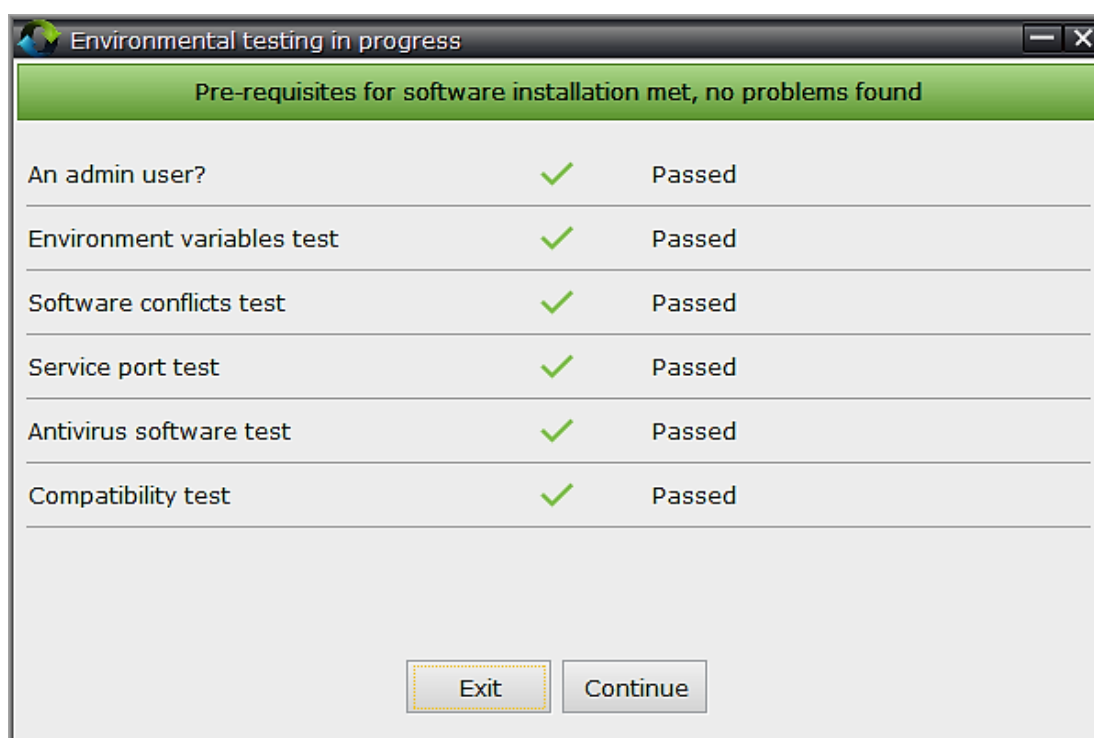 Environmental testing in progress
Pre-requisites for software installation met, no problems found
An admin user? Passed
Environment variables test Passed
Software conflicts test Passed
Service port test Passed
Antivirus software test Passed
Compatibility test Passed
Exit Continue